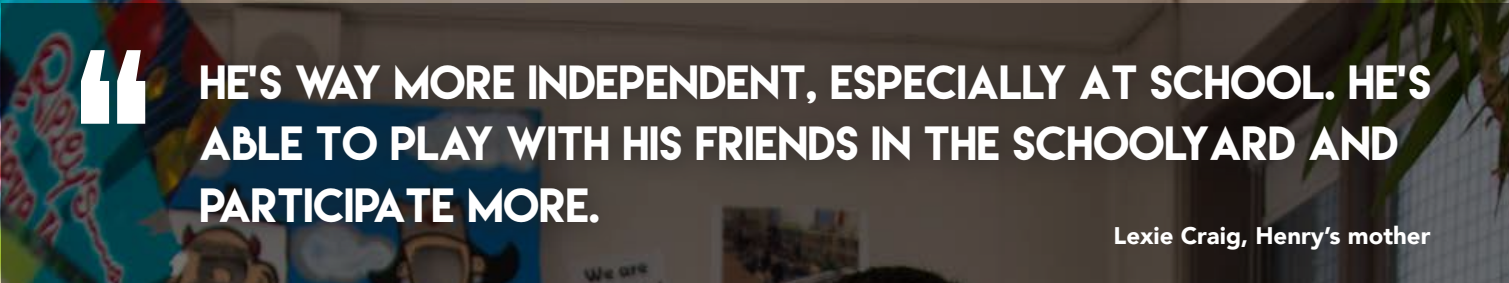 “
HE'S WAY MORE INDEPENDENT, ESPECIALLY AT SCHOOL. HE'S
ABLE TO PLAY WITH HIS FRIENDS IN THE SCHOOLYARD AND
PARTICIPATE MORE.
Lexie Craig, Henry’s mother
We are